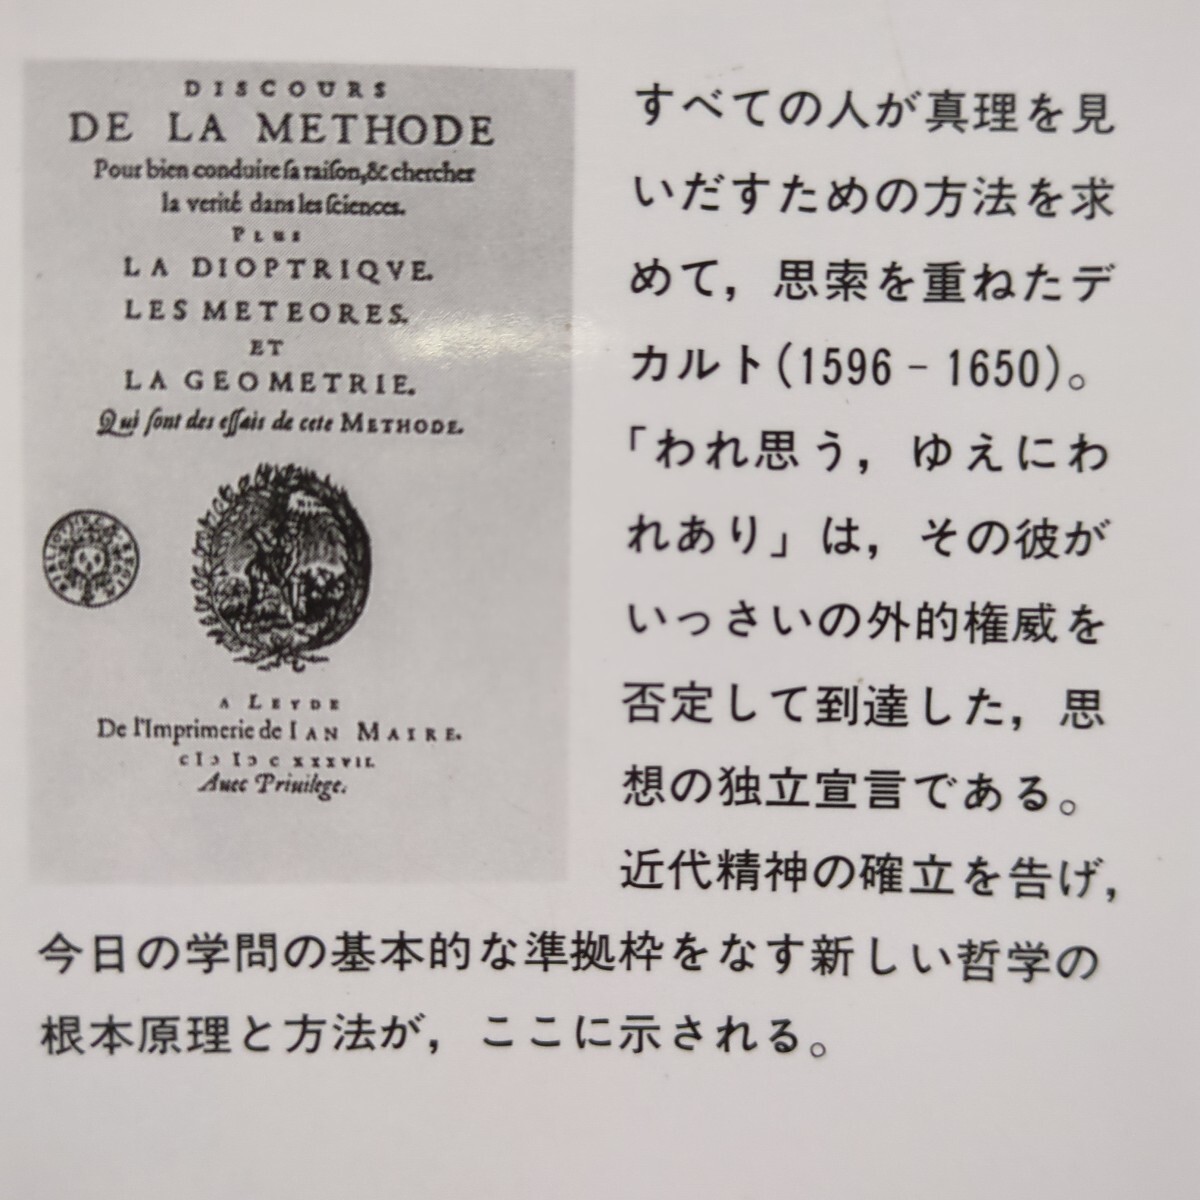 DISCOURS
DE LA METHODE
Pour bien conduire sa raison, & chercher
la verité dans les sciences.
PLUS
LA DIOPTRIQVE.
LES METEORES.
ET
LA GEOMETRIE.
Qui sont des essais de cete METHODE.
A LEYDE
De l'Imprimerie de IAN MAIRE.
cIↃ IↃ c XXXVII.
Auec Priuilege.
すべての人が真理を見
いだすための方法を求
めて，思索を重ねたデ
カルト(1596－1650)。
「われ思う，ゆえにわ
れあり」は，その彼が
いっさいの外的権威を
否定して到達した，思
想の独立宣言である。
近代精神の確立を告げ，
今日の学問の基本的な準拠枠をなす新しい哲学の
根本原理と方法が，ここに示される。